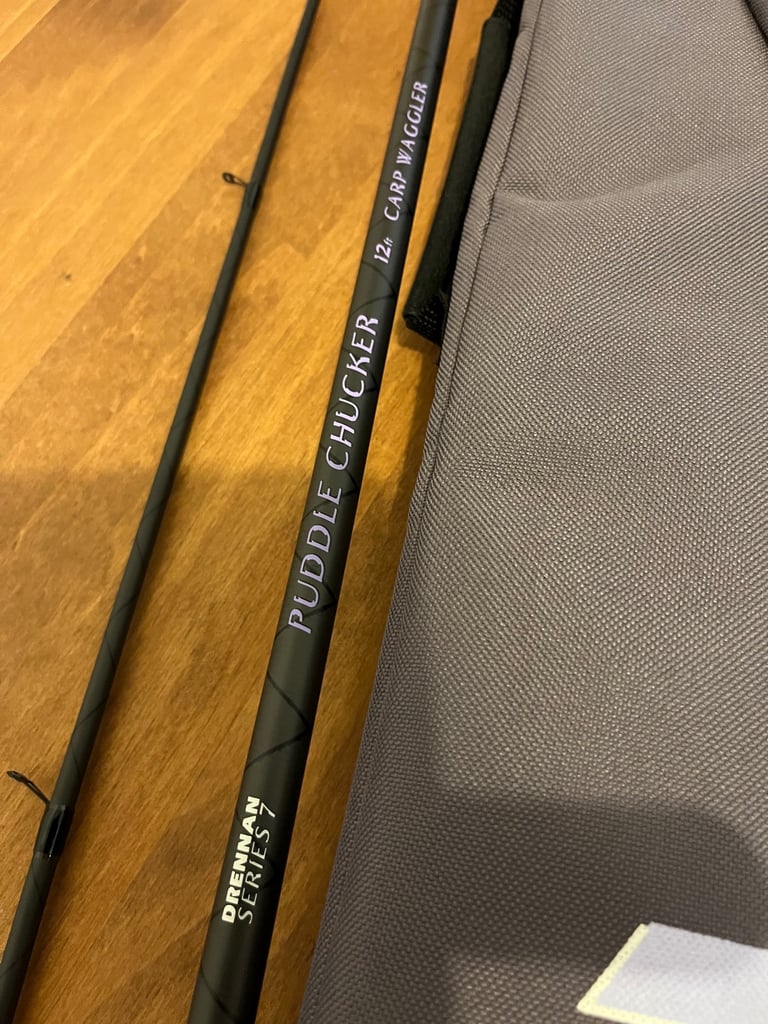 DRENNAN
SERIES 7
PUDDLE CHUCKER 12ft CARP WAGGLER